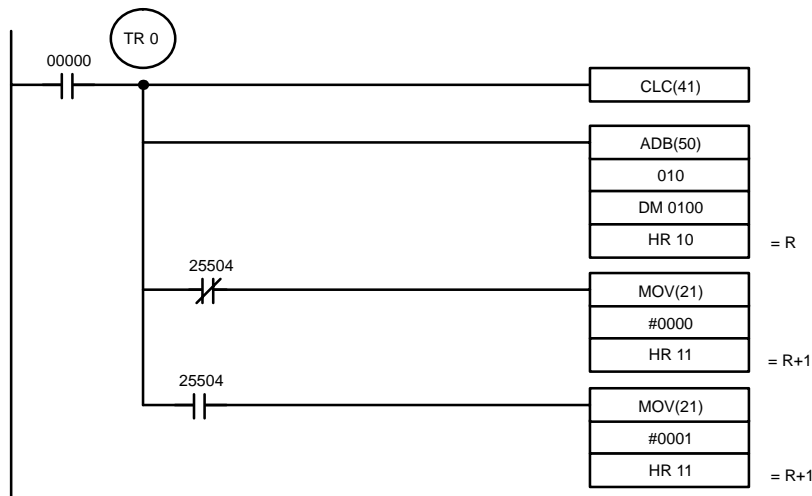 TR 0
00000
CLC(41)
ADB(50)
010
DM 0100
HR 10 = R
25504
MOV(21)
#0000
HR 11 = R+1
25504
MOV(21)
#0001
HR 11 = R+1